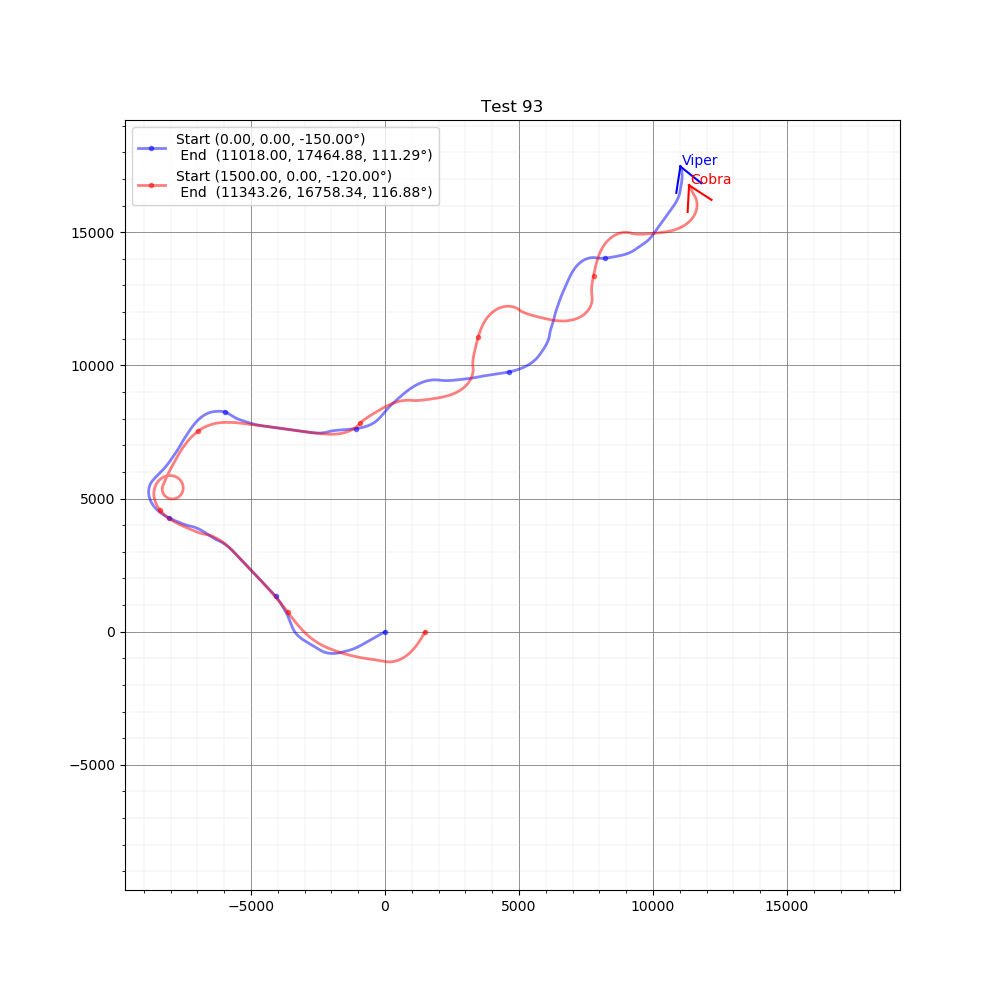 Test 93
Start (0.00, 0.00, -150.00°)
End (11018.00, 17464.88, 111.29°)
Start (1500.00, 0.00, -120.00°)
End (11343.26, 16758.34, 116.88°)
Viper
Cobra
15000
10000
5000
0
−5000
−5000
0
5000
10000
15000